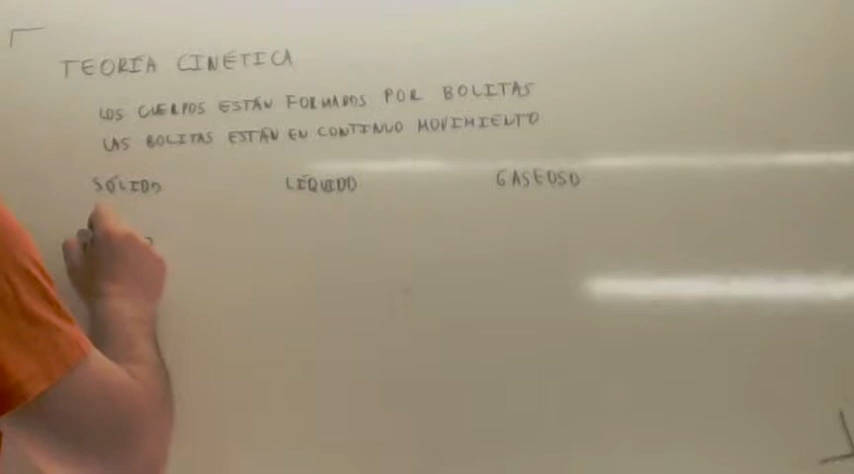 TEORÍA CINÉTICA
LOS CUERPOS ESTÁN FORMADOS POR BOLITAS
LAS BOLITAS ESTÁN EN CONTINUO MOVIMIENTO
SÓLIDO LÍQUIDO GASEOSO